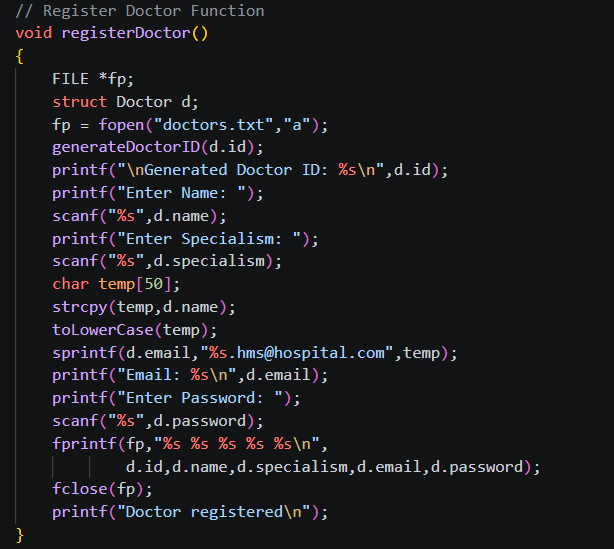 // Register Doctor Function
void registerDoctor()
{
    FILE *fp;
    struct Doctor d;
    fp = fopen("doctors.txt","a");
    generateDoctorID(d.id);
    printf("\nGenerated Doctor ID: %s\n",d.id);
    printf("Enter Name: ");
    scanf("%s",d.name);
    printf("Enter Specialism: ");
    scanf("%s",d.specialism);
    char temp[50];
    strcpy(temp,d.name);
    toLowerCase(temp);
    sprintf(d.email,"%s.hms@hospital.com",temp);
    printf("Email: %s\n",d.email);
    printf("Enter Password: ");
    scanf("%s",d.password);
    fprintf(fp,"%s %s %s %s %s\n",
            d.id,d.name,d.specialism,d.email,d.password);
    fclose(fp);
    printf("Doctor registered\n");
}